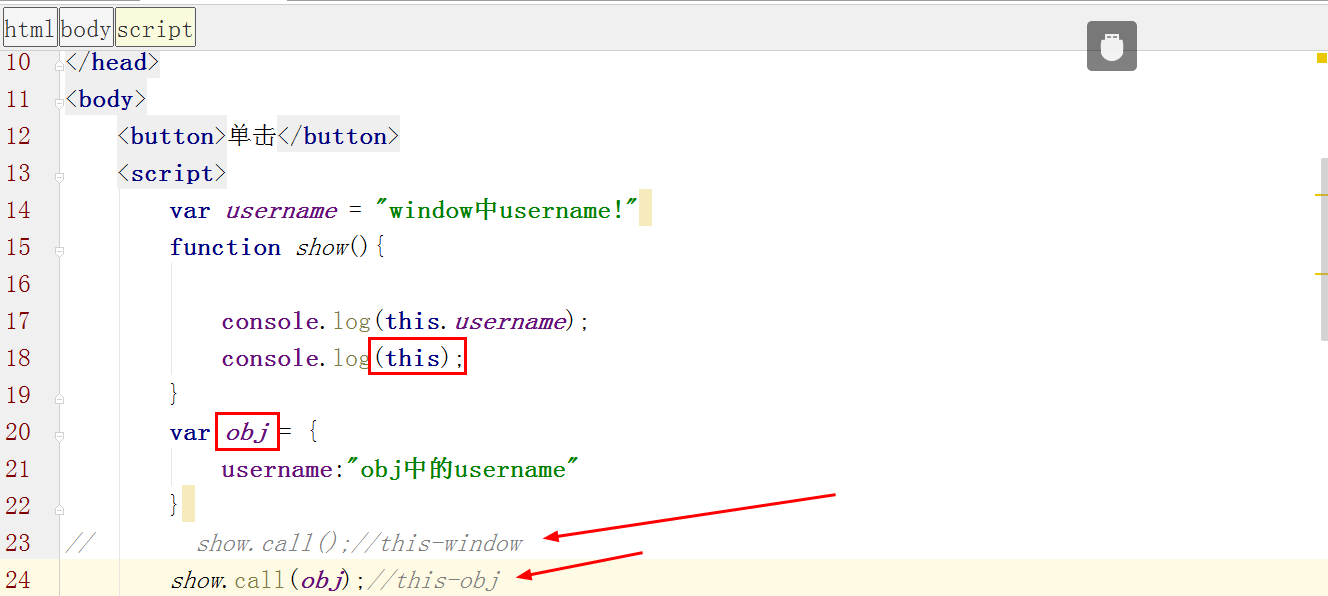 html body script
10 </head>
11 <body>
12 <button>单击</button>
13 <script>
14 var username = "window中username!"
15 function show(){
16
17 console.log(this.username);
18 console.log(this);
19 }
20 var obj = {
21 username:"obj中的username"
22 }
23 // show.call();//this-window
24 show.call(obj);//this-obj